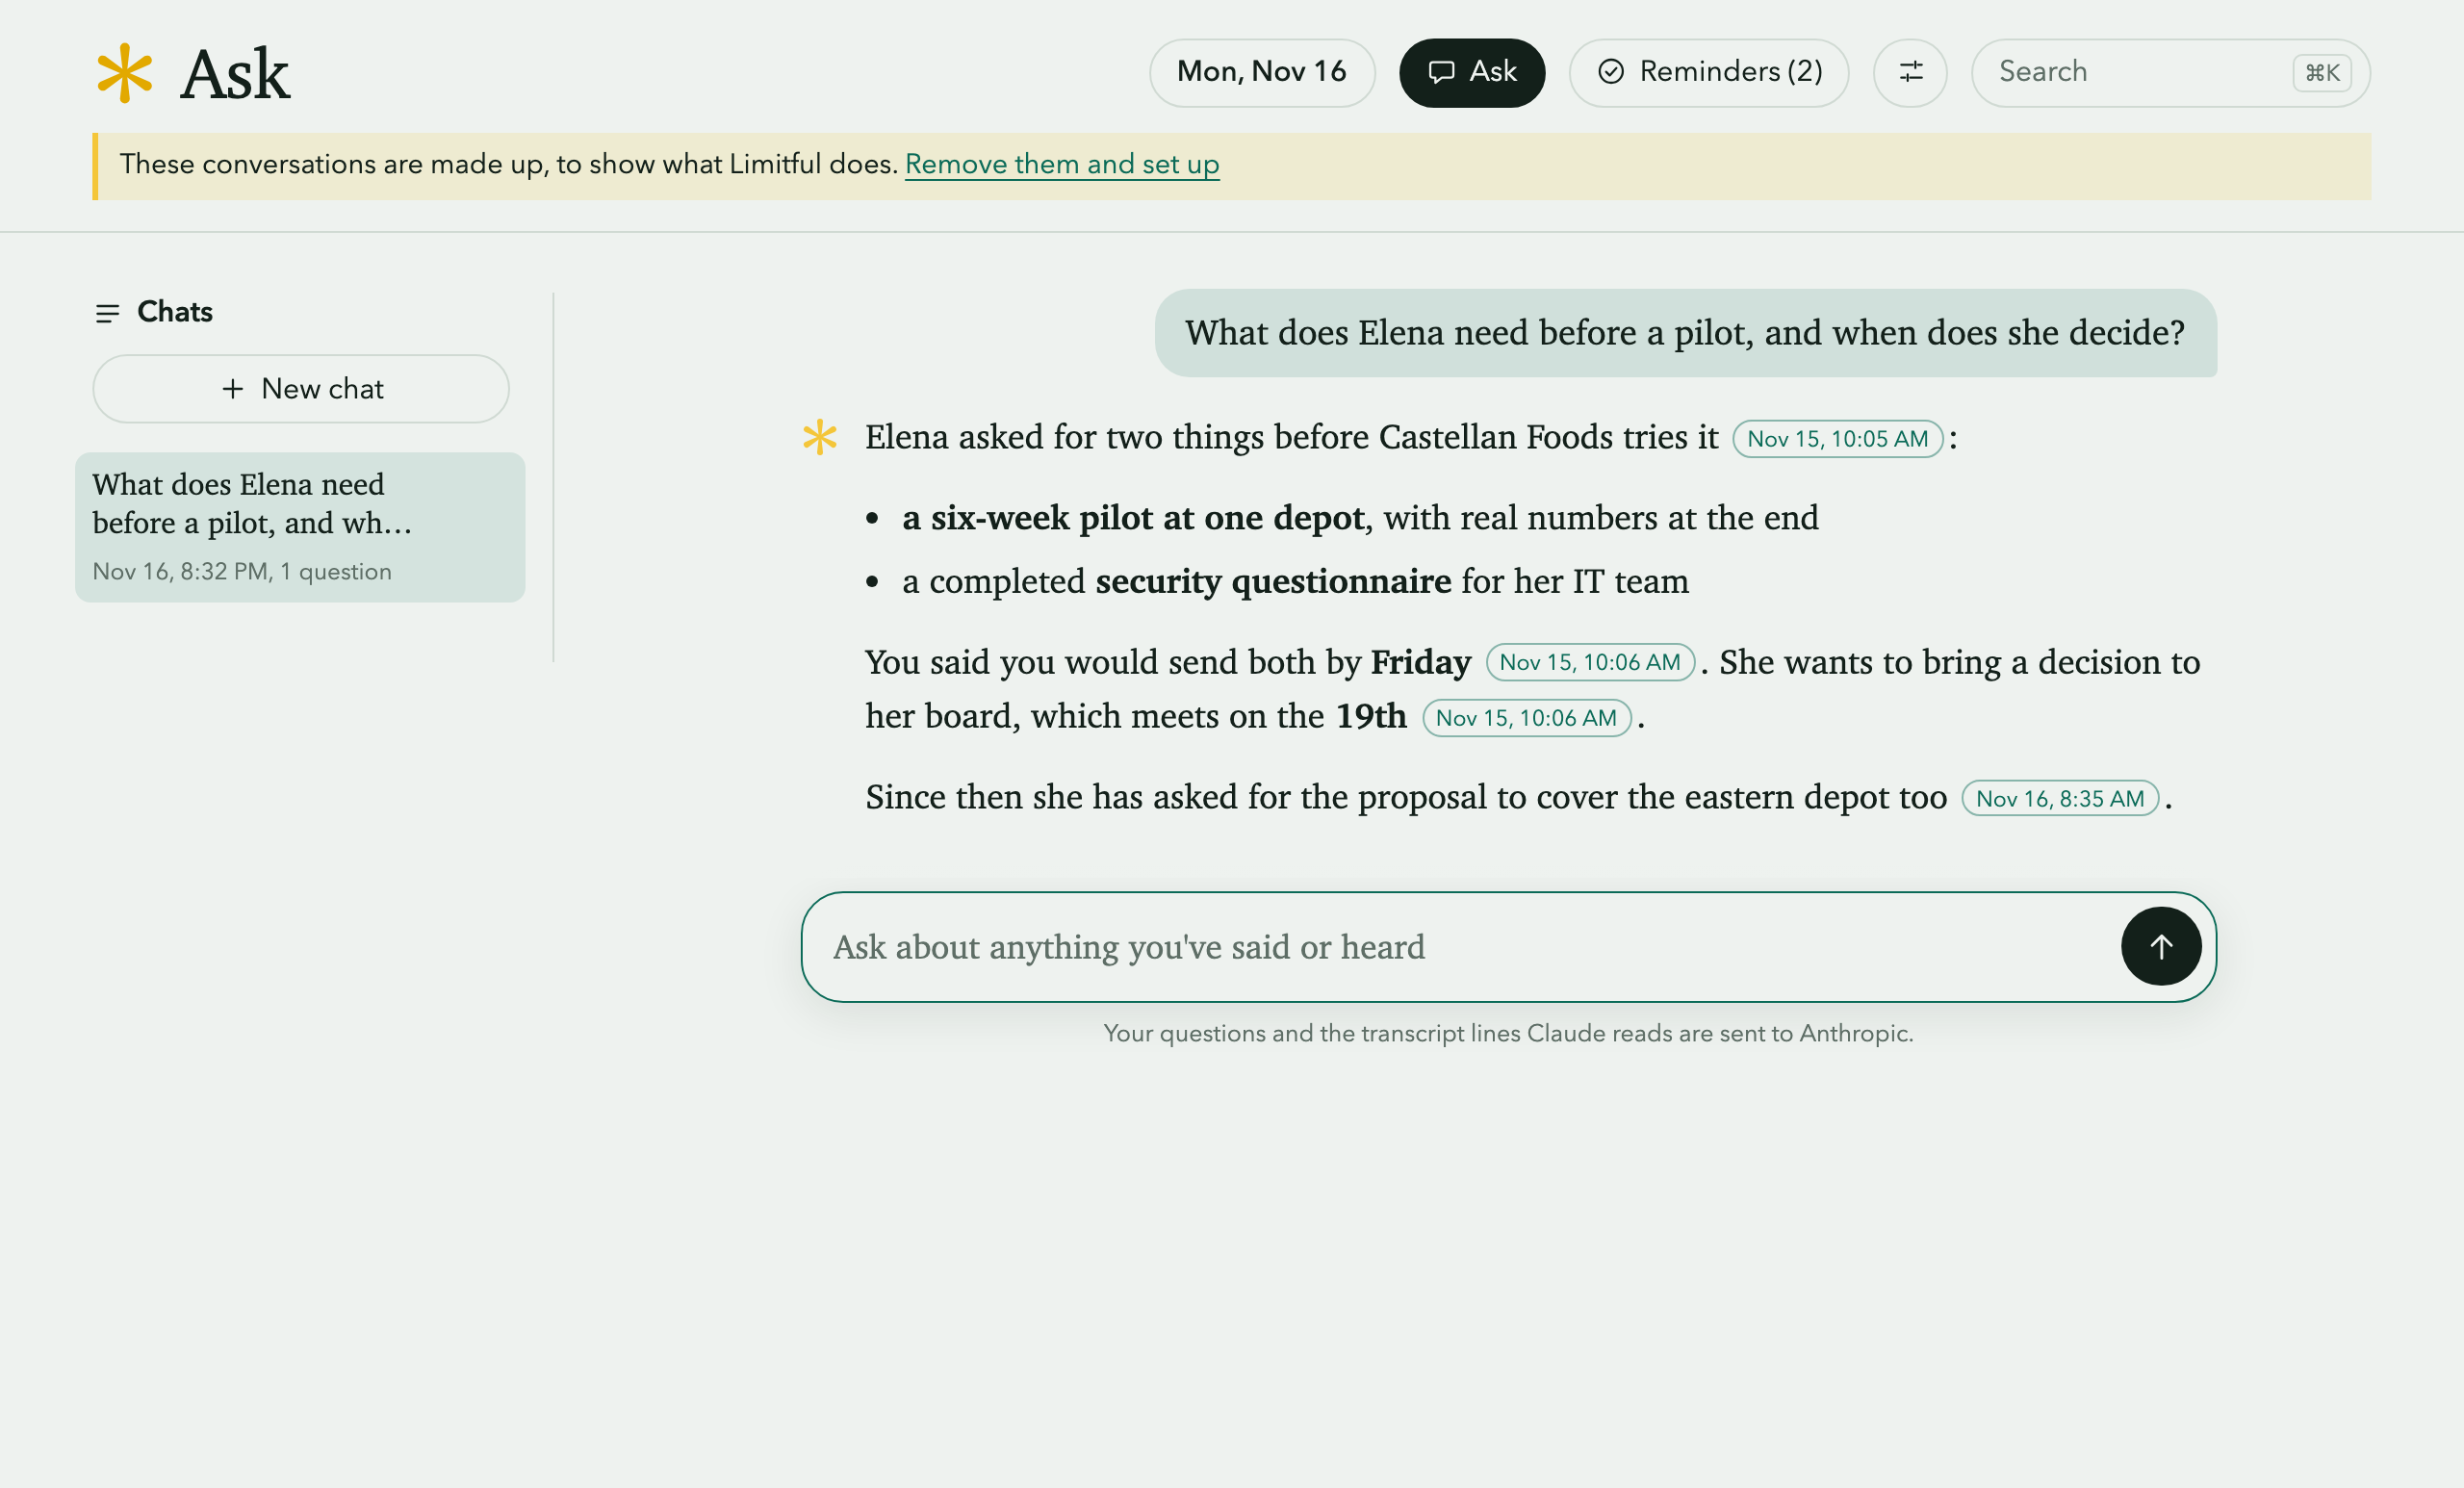 Ask
Mon, Nov 16
Ask
Reminders (2)
Search
⌘K
These conversations are made up, to show what Limitful does. Remove them and set up
Chats
New chat
What does Elena need
before a pilot, and wh…
Nov 16, 8:32 PM, 1 question
What does Elena need before a pilot, and when does she decide?
Elena asked for two things before Castellan Foods tries it Nov 15, 10:05 AM :
• a six-week pilot at one depot, with real numbers at the end
• a completed security questionnaire for her IT team
You said you would send both by Friday Nov 15, 10:06 AM . She wants to bring a decision to
her board, which meets on the 19th Nov 15, 10:06 AM .
Since then she has asked for the proposal to cover the eastern depot too Nov 16, 8:35 AM .
Ask about anything you've said or heard
Your questions and the transcript lines Claude reads are sent to Anthropic.